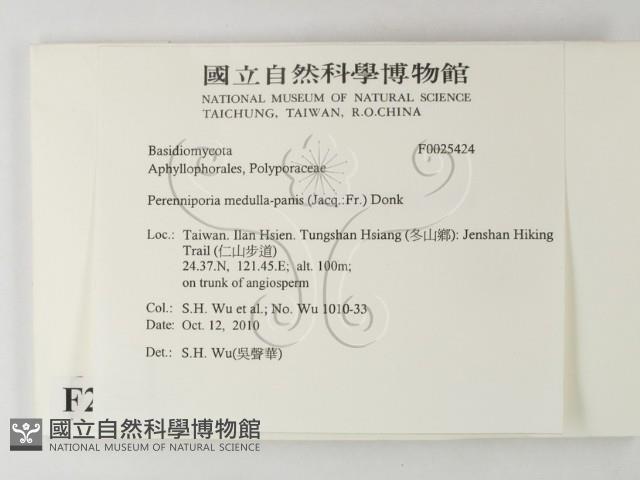 國立自然科學博物館
NATIONAL MUSEUM OF NATURAL SCIENCE
TAICHUNG, TAIWAN, R.O.CHINA
Basidiomycota F0025424
Aphyllophorales, Polyporaceae
Perenniporia medulla-panis (Jacq.:Fr.) Donk
Loc.: Taiwan. Ilan Hsien. Tungshan Hsiang (冬山鄉): Jenshan Hiking
Trail (仁山步道)
24.37.N, 121.45.E; alt. 100m;
on trunk of angiosperm
Col.: S.H. Wu et al.; No. Wu 1010-33
Date: Oct. 12, 2010
Det.: S.H. Wu(吳聲華)
F2
國立自然科學博物館
NATIONAL MUSEUM OF NATURAL SCIENCE